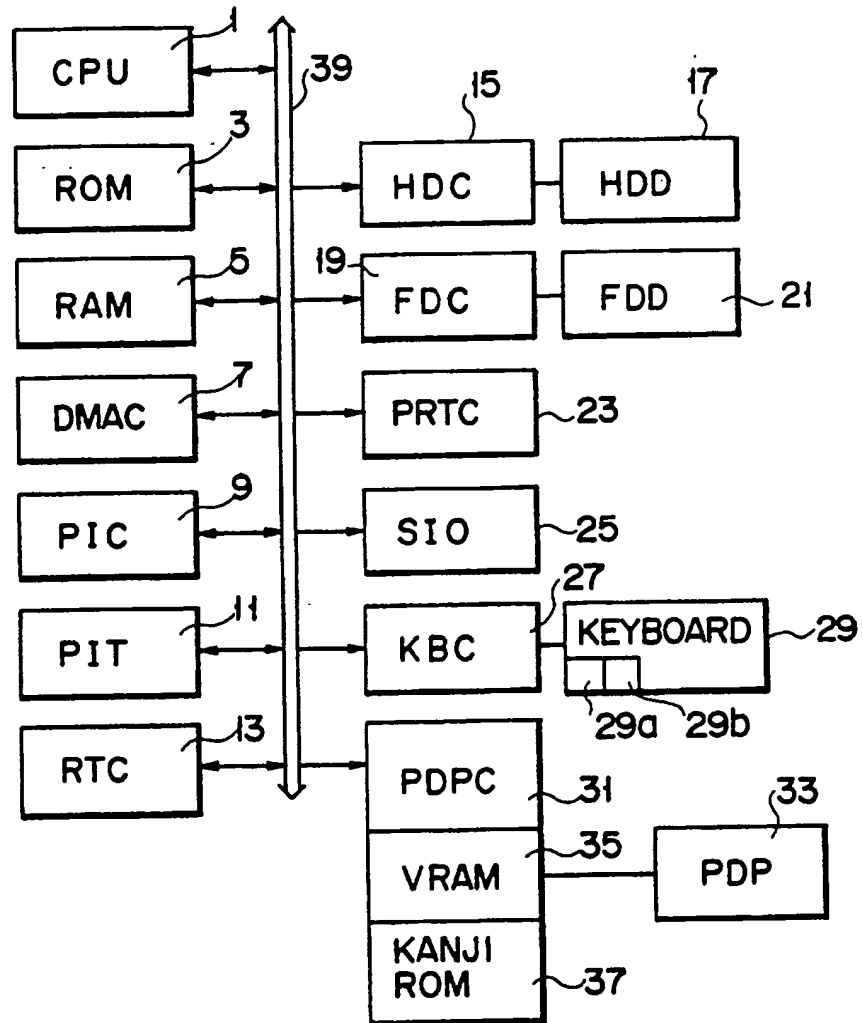 1
CPU
39
15
17
3
ROM
HDC
HDD
5
RAM
19
FDC
FDD
21
7
DMAC
PRTC
23
9
PIC
SIO
25
27
11
PIT
KBC
KEYBOARD
29
29a
29b
13
RTC
PDPC
31
33
35
VRAM
PDP
KANJI
ROM
37